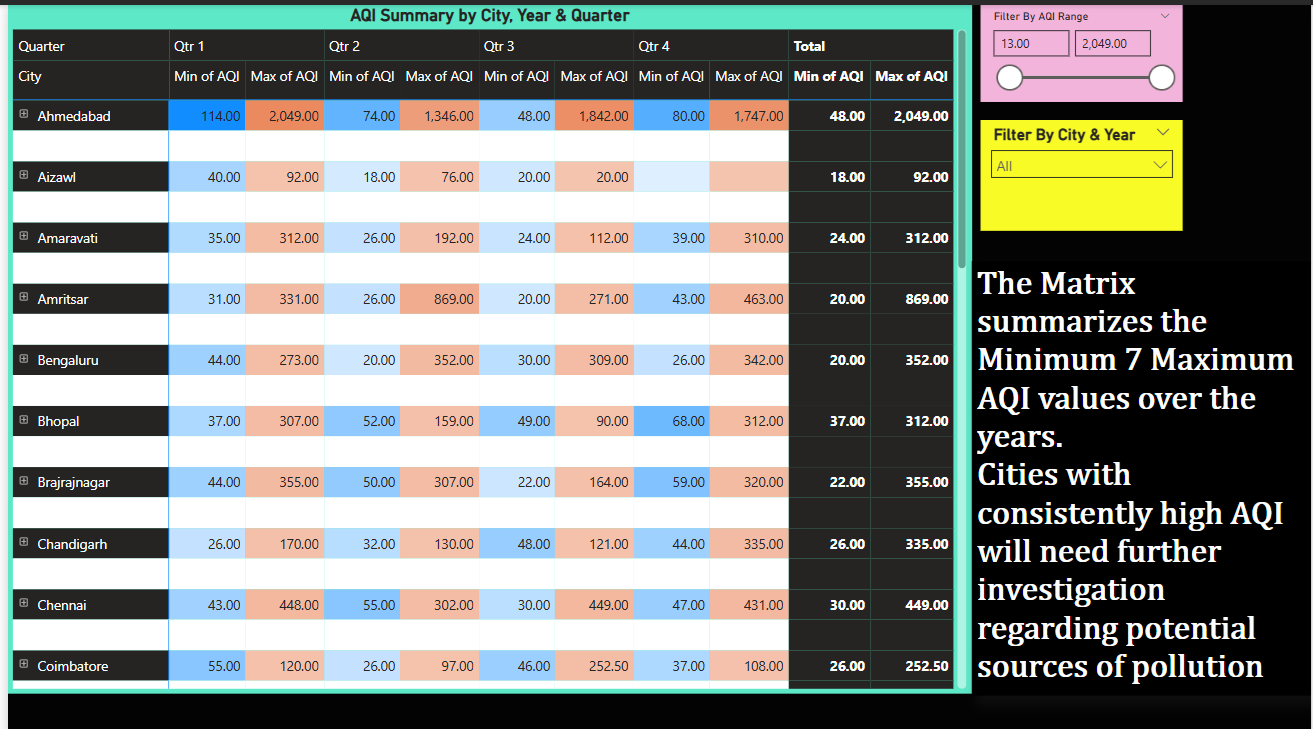 AQI Summary by City, Year & Quarter
Quarter Qtr 1 Qtr 2 Qtr 3 Qtr 4 Total
City Min of AQI Max of AQI Min of AQI Max of AQI Min of AQI Max of AQI Min of AQI Max of AQI Min of AQI Max of AQI
Ahmedabad 114.00 2,049.00 74.00 1,346.00 48.00 1,842.00 80.00 1,747.00 48.00 2,049.00
Aizawl 40.00 92.00 18.00 76.00 20.00 20.00 18.00 92.00
Amaravati 35.00 312.00 26.00 192.00 24.00 112.00 39.00 310.00 24.00 312.00
Amritsar 31.00 331.00 26.00 869.00 20.00 271.00 43.00 463.00 20.00 869.00
Bengaluru 44.00 273.00 20.00 352.00 30.00 309.00 26.00 342.00 20.00 352.00
Bhopal 37.00 307.00 52.00 159.00 49.00 90.00 68.00 312.00 37.00 312.00
Brajrajnagar 44.00 355.00 50.00 307.00 22.00 164.00 59.00 320.00 22.00 355.00
Chandigarh 26.00 170.00 32.00 130.00 48.00 121.00 44.00 335.00 26.00 335.00
Chennai 43.00 448.00 55.00 302.00 30.00 449.00 47.00 431.00 30.00 449.00
Coimbatore 55.00 120.00 26.00 97.00 46.00 252.50 37.00 108.00 26.00 252.50
Filter By AQI Range
13.00 2,049.00
Filter By City & Year
All
The Matrix
summarizes the
Minimum 7 Maximum
AQI values over the
years.
Cities with
consistently high AQI
will need further
investigation
regarding potential
sources of pollution